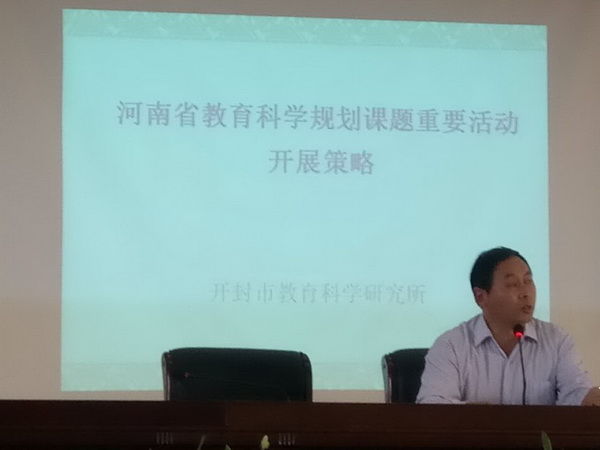 河南省教育科学规划课题重要活动
开展策略
开封市教育科学研究所